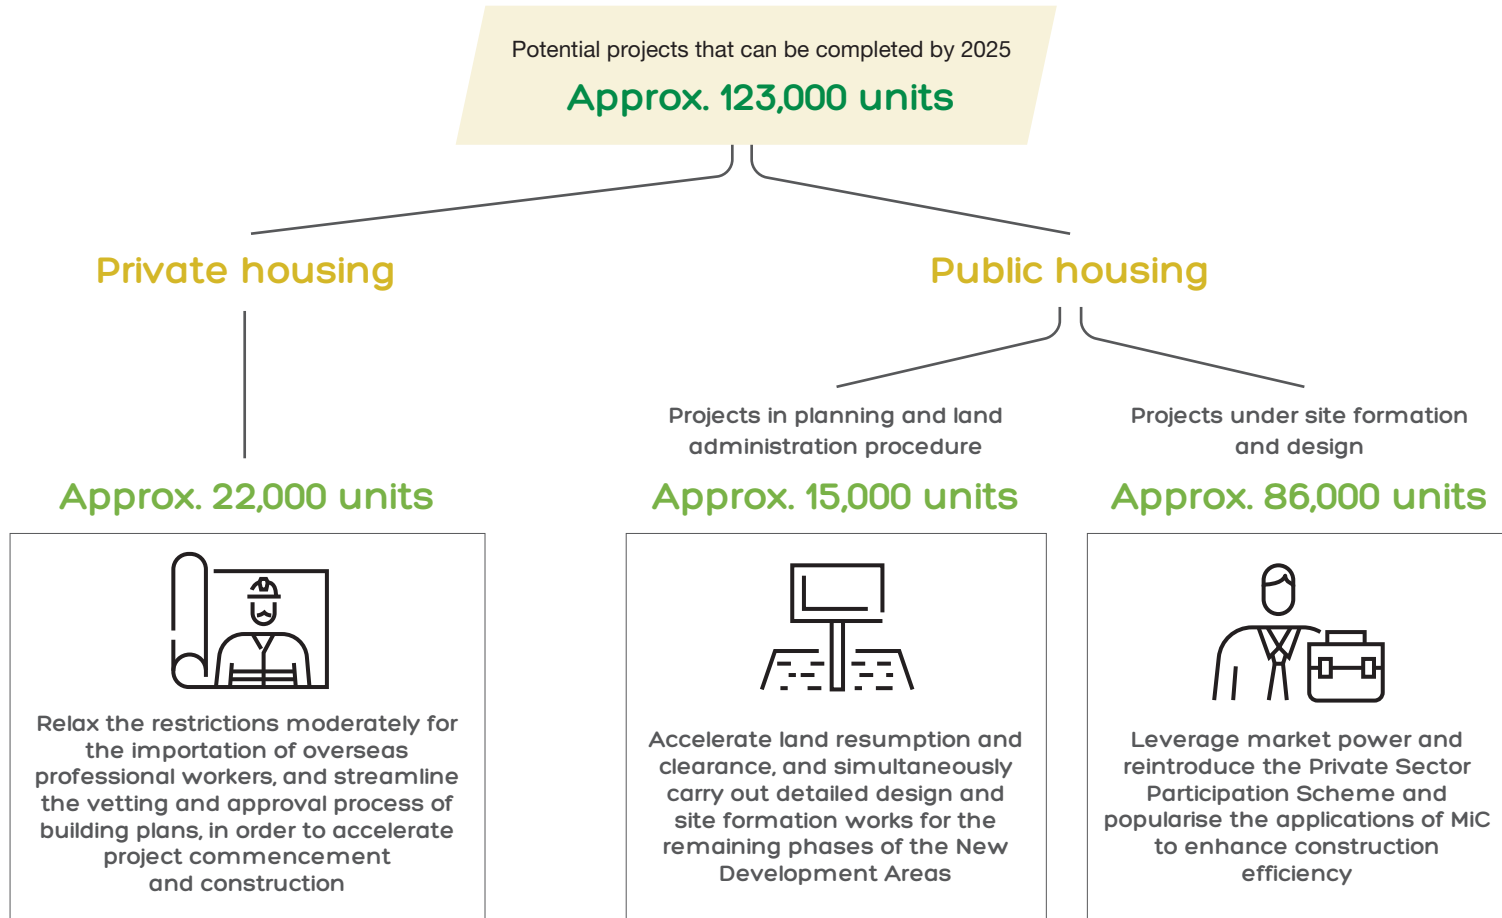 Potential projects that can be completed by 2025
Approx. 123,000 units
Private housing
Public housing
Projects in planning and land
administration procedure
Projects under site formation
and design
Approx. 22,000 units
Approx. 15,000 units
Approx. 86,000 units
Relax the restrictions moderately for
the importation of overseas
professional workers, and streamline
the vetting and approval process of
building plans, in order to accelerate
project commencement
and construction
Accelerate land resumption and
clearance, and simultaneously
carry out detailed design and
site formation works for the
remaining phases of the New
Development Areas
Leverage market power and
reintroduce the Private Sector
Participation Scheme and
popularise the applications of MiC
to enhance construction
efficiency